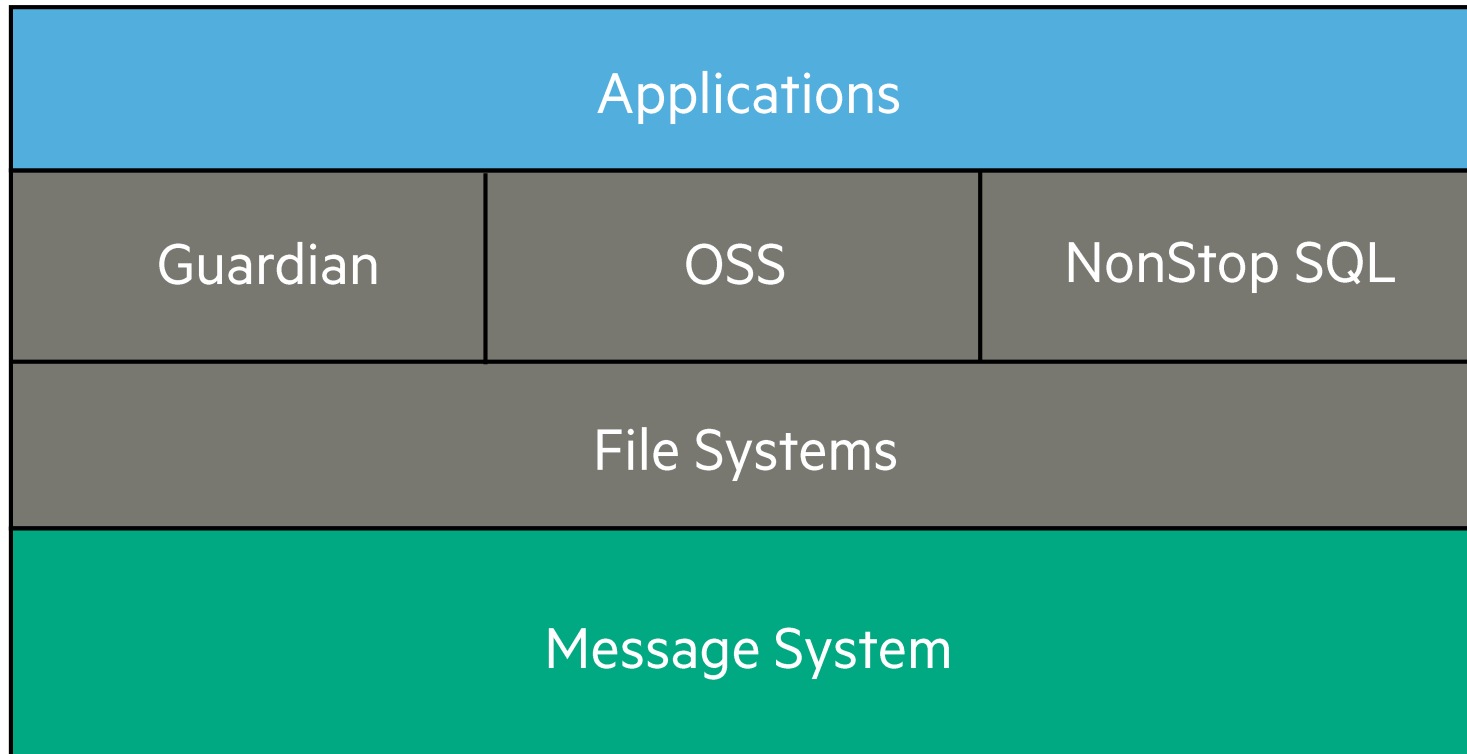 Applications
Guardian
OSS
NonStop SQL
File Systems
Message System